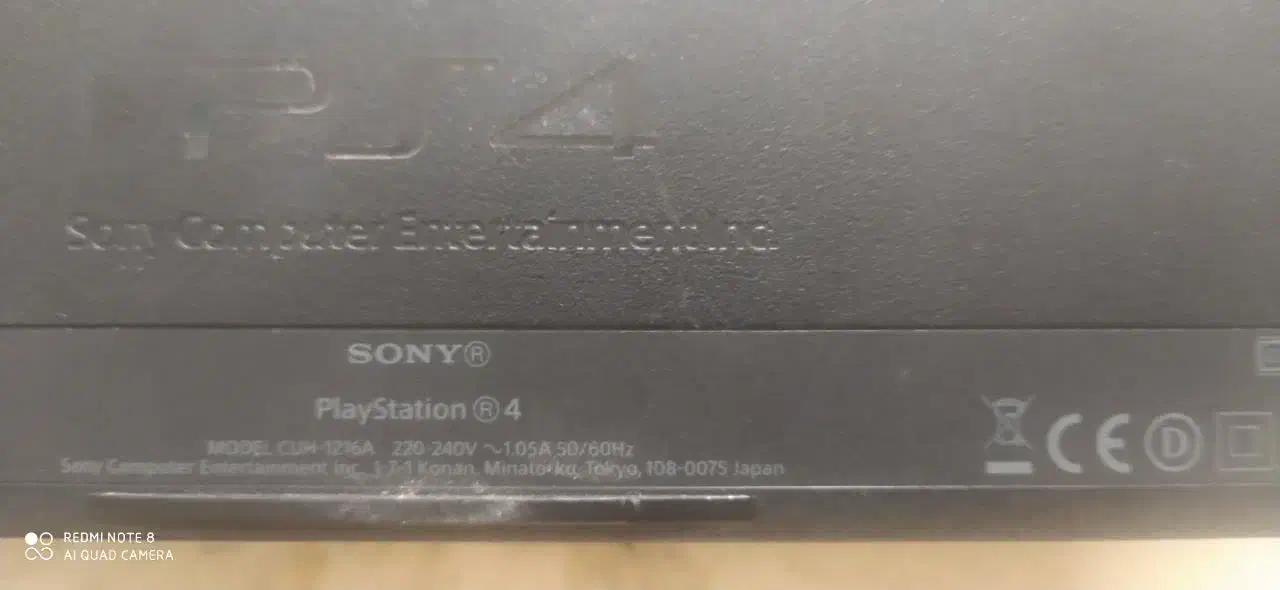 PS4
Sony Computer Entertainment Inc.
SONY®
PlayStation®4
MODEL CUH-1216A 220-240V ~1.05A 50/60Hz
Sony Computer Entertainment Inc. 1-7-1 Konan, Minato-ku, Tokyo, 108-0075 Japan
CE D
REDMI NOTE 8
AI QUAD CAMERA